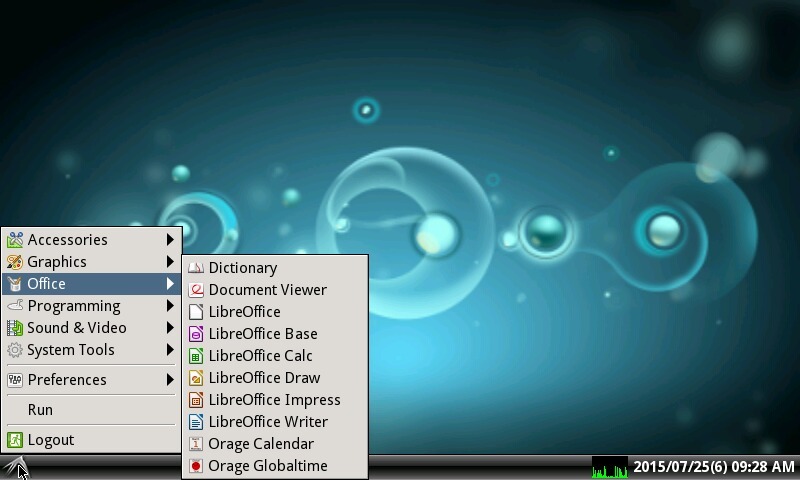 Accessories
Graphics
Office
Programming
Sound & Video
System Tools
Preferences
Run
Logout
Dictionary
Document Viewer
LibreOffice
LibreOffice Base
LibreOffice Calc
LibreOffice Draw
LibreOffice Impress
LibreOffice Writer
Orage Calendar
Orage Globaltime
2015/07/25(6) 09:28 AM